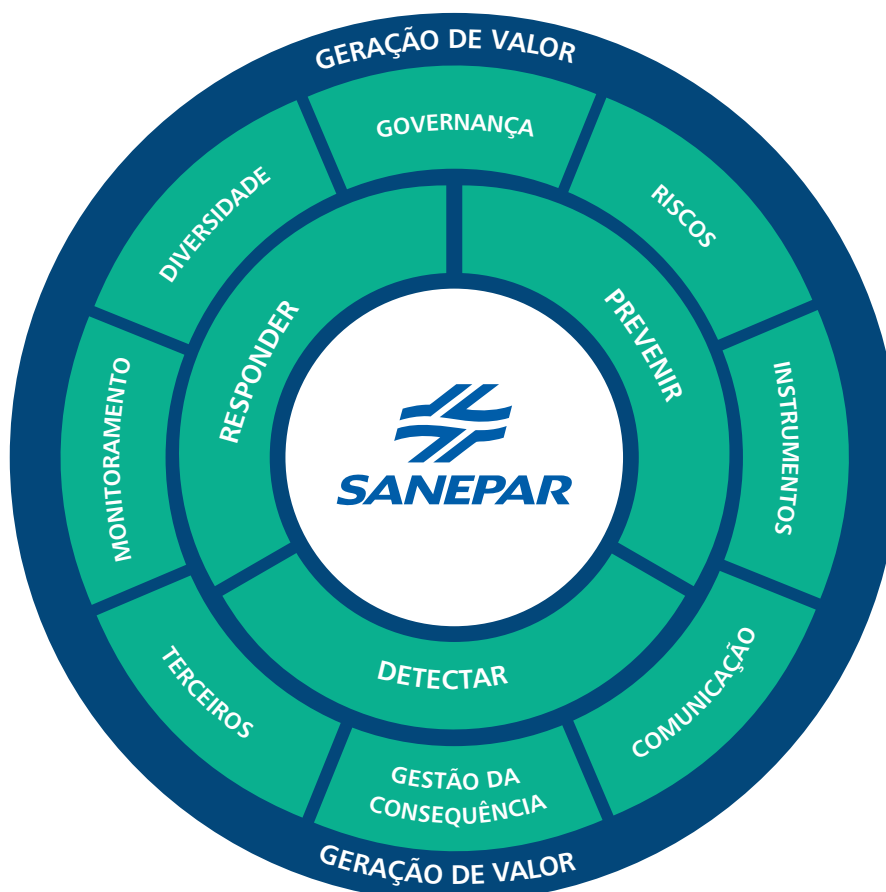 GERAÇÃO DE VALOR
GOVERNANÇA
RISCOS
INSTRUMENTOS
COMUNICAÇÃO
GESTÃO DA
CONSEQUÊNCIA
TERCEIROS
MONITORAMENTO
DIVERSIDADE
PREVENIR
DETECTAR
RESPONDER
SANEPAR
GERAÇÃO DE VALOR